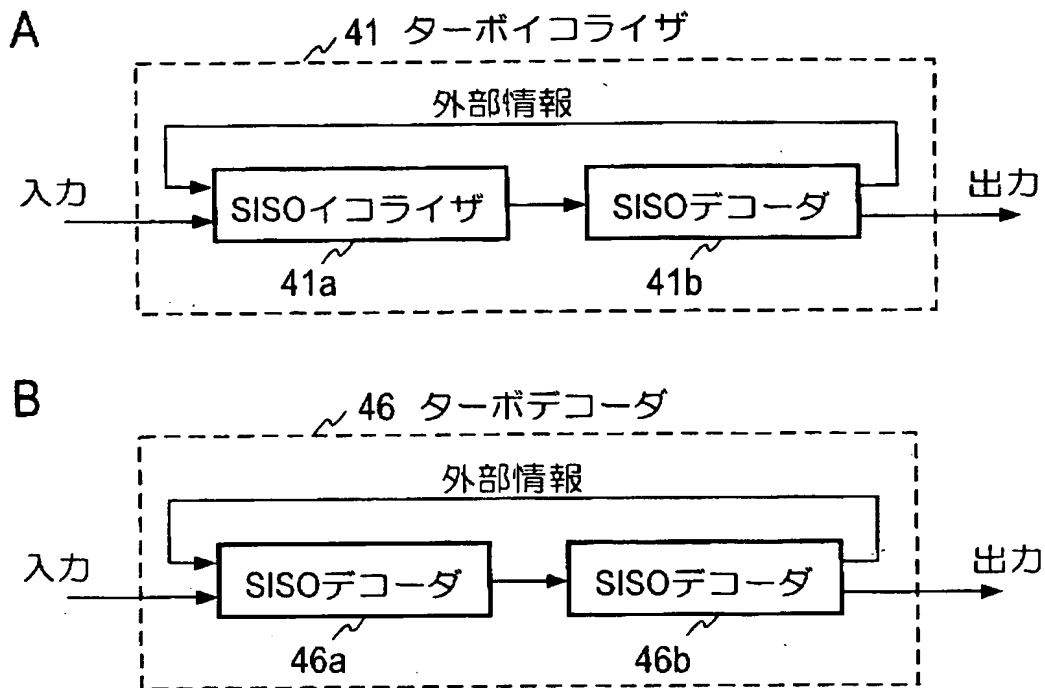 A
41 ターボイコライザ
外部情報
入力
SISOイコライザ
SISOデコーダ
出力
41a
41b
B
46 ターボデコーダ
外部情報
入力
SISOデコーダ
SISOデコーダ
出力
46a
46b